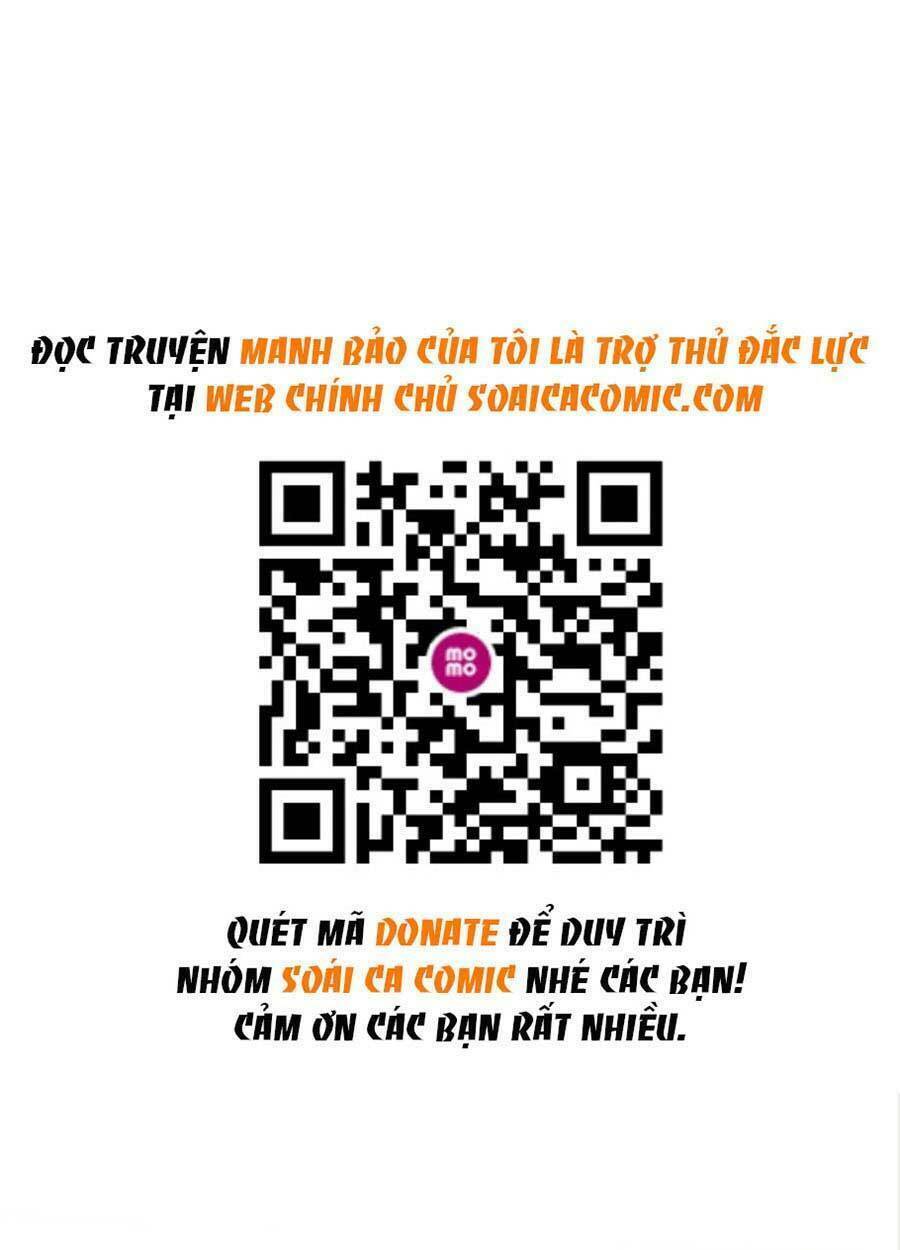 ĐỌC TRUYỆN MANH BẢO CỦA TÔI LÀ TRỢ THỦ ĐẮC LỰC
TẠI WEB CHÍNH CHỦ SOAICACOMIC.COM
mo
mo
QUÉT MÃ DONATE ĐỂ DUY TRÌ
NHÓM SOÁI CA COMIC NHÉ CÁC BẠN!
CẢM ƠN CÁC BẠN RẤT NHIỀU.